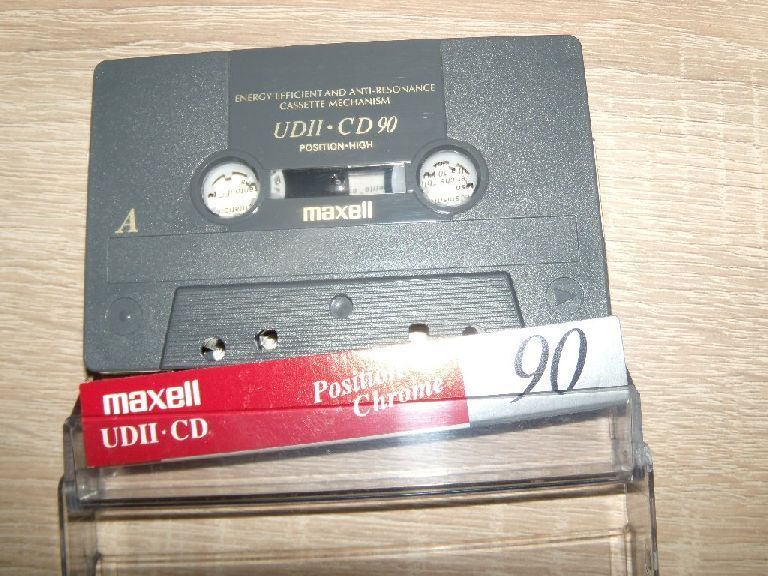 ENERGY EFFICIENT AND ANTI-RESONANCE
CASSETTE MECHANISM
UDII•CD 90
POSITION•HIGH
maxell
A
maxell
Position
Chrome
90
UDII•CD